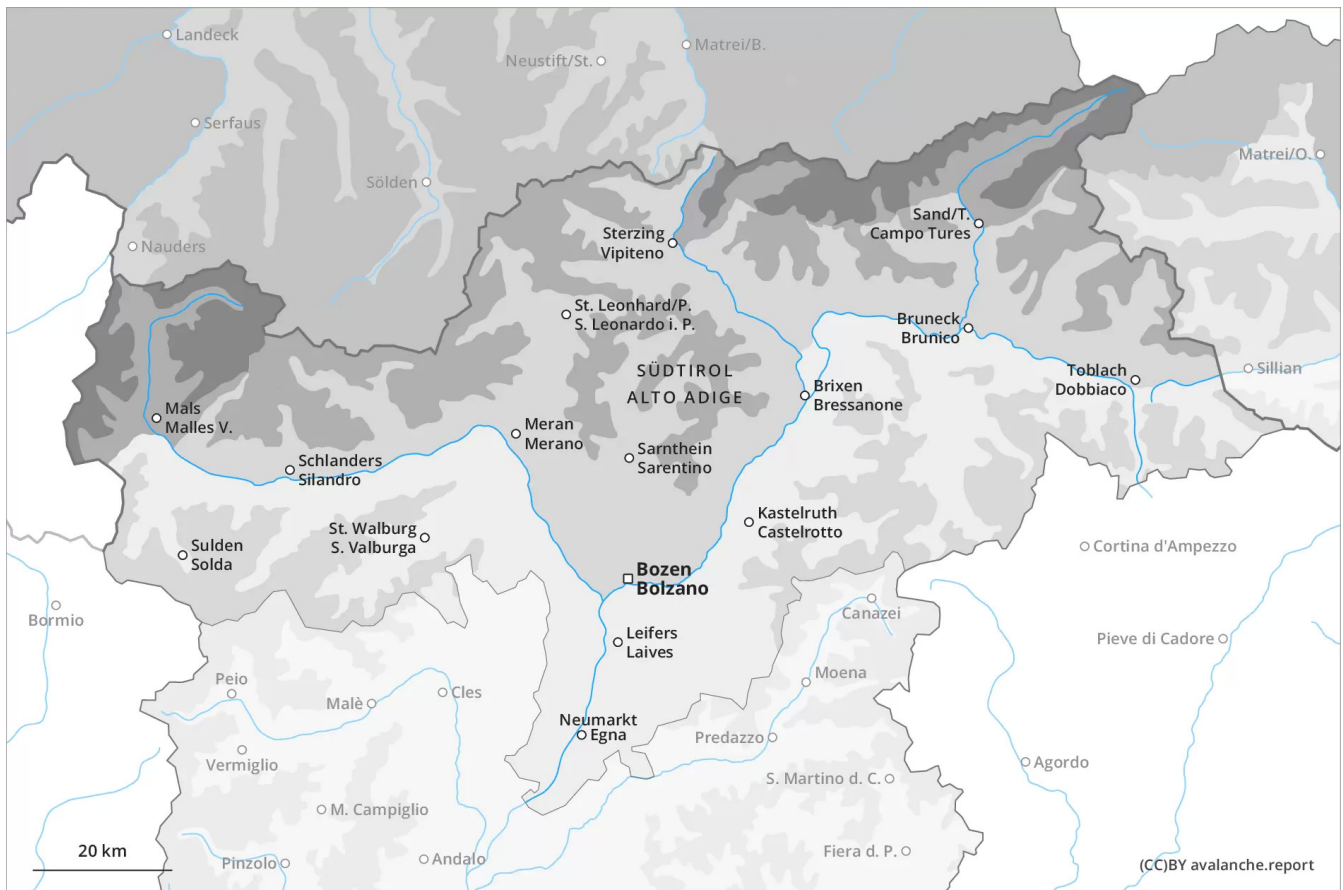 Landeck
Matrei/B.
Neustift/St.
Serfaus
Matrei/O.
Sölden
Sand/T.
Campo Tures
Sterzing
Vipiteno
Nauders
St. Leonhard/P.
S. Leonardo i. P.
Bruneck
Brunico
SÜDTIROL
ALTO ADIGE
Toblach
Dobbiaco
Sillian
Brixen
Bressanone
Mals
Malles V.
Meran
Merano
Sarnthein
Sarentino
Schlanders
Silandro
Kastelruth
Castelrotto
St. Walburg
S. Valburga
Sulden
Solda
Cortina d'Ampezzo
Bozen
Bolzano
Bormio
Canazei
Leifers
Laives
Pieve di Cadore
Peio
Moena
Malè
Cles
Neumarkt
Egna
Predazzo
Vermiglio
Agordo
S. Martino d. C.
M. Campiglio
20 km
Pinzolo
Andalo
Fiera d. P.
(CC)BY avalanche.report